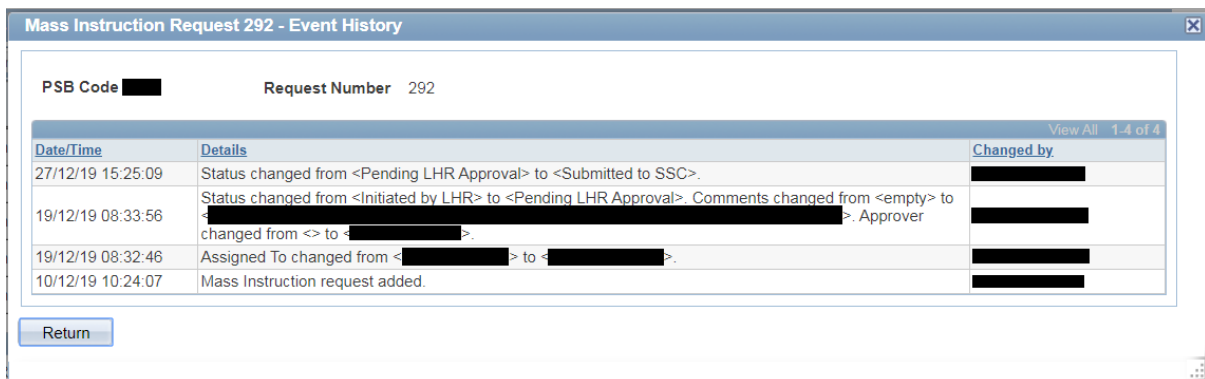 Mass Instruction Request 292 - Event History
PSB Code Request Number 292
View All 1-4 of 4
Date/Time Details Changed by
27/12/19 15:25:09 Status changed from <Pending LHR Approval> to <Submitted to SSC>.
Status changed from <Initiated by LHR> to <Pending LHR Approval>. Comments changed from <empty> to
19/12/19 08:33:56 < >. Approver
changed from <> to < >.
19/12/19 08:32:46 Assigned To changed from < > to < >.
10/12/19 10:24:07 Mass Instruction request added.
Return